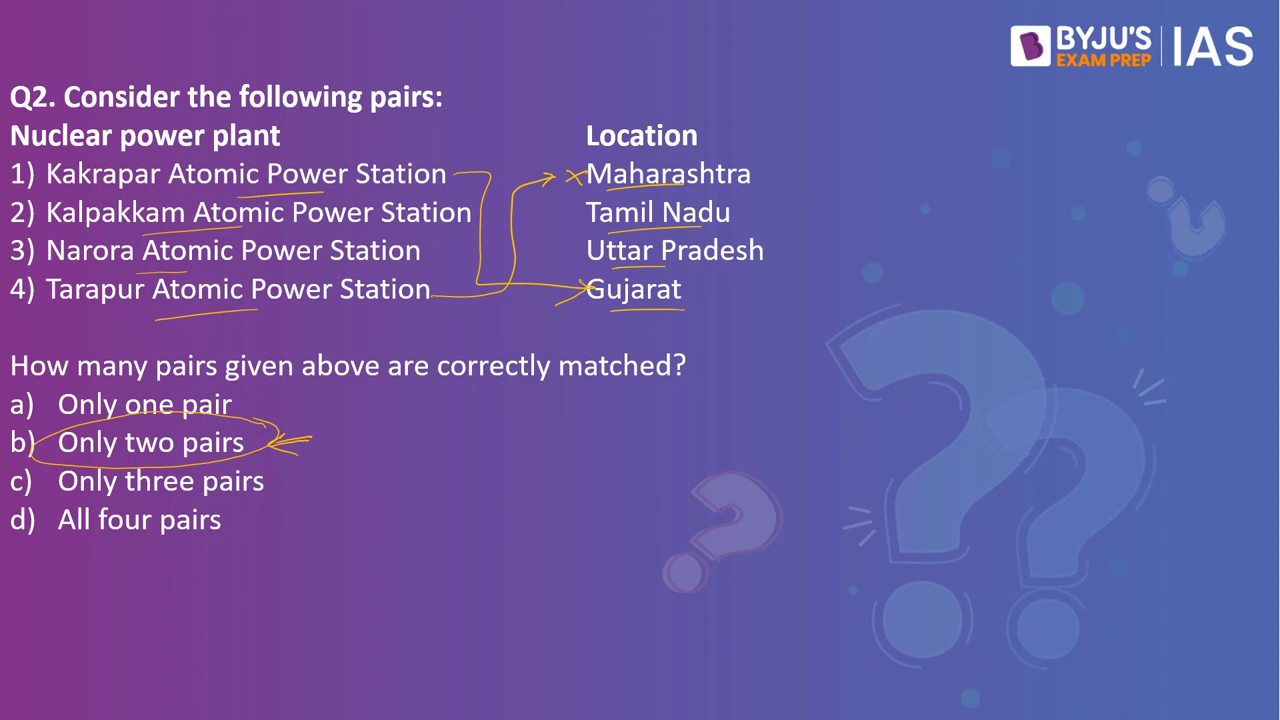 BYJU'S
EXAM PREP
IAS
Q2. Consider the following pairs:
Nuclear power plant Location
1) Kakrapar Atomic Power Station Maharashtra
2) Kalpakkam Atomic Power Station Tamil Nadu
3) Narora Atomic Power Station Uttar Pradesh
4) Tarapur Atomic Power Station Gujarat
How many pairs given above are correctly matched?
a) Only one pair
b) Only two pairs
c) Only three pairs
d) All four pairs